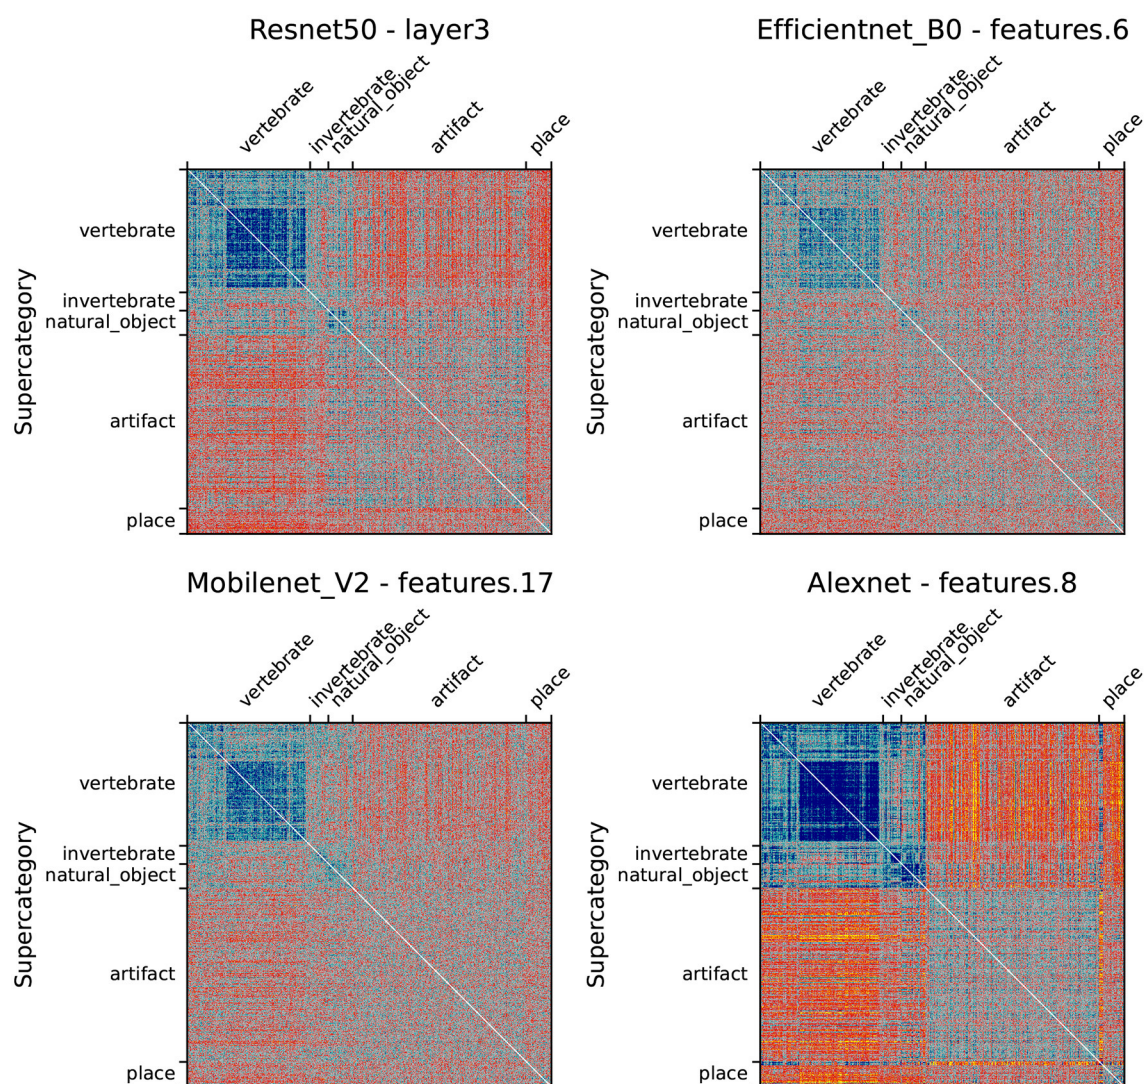 Resnet50 - layer3
vertebrate
invertebrate
natural_object
artifact
place
Supercategory
vertebrate
invertebrate
natural_object
artifact
place
Efficientnet_B0 - features.6
vertebrate
invertebrate
natural_object
artifact
place
Supercategory
vertebrate
invertebrate
natural_object
artifact
place
Mobilenet_V2 - features.17
vertebrate
invertebrate
natural_object
artifact
place
Supercategory
vertebrate
invertebrate
natural_object
artifact
place
Alexnet - features.8
vertebrate
invertebrate
natural_object
artifact
place
Supercategory
vertebrate
invertebrate
natural_object
artifact
place